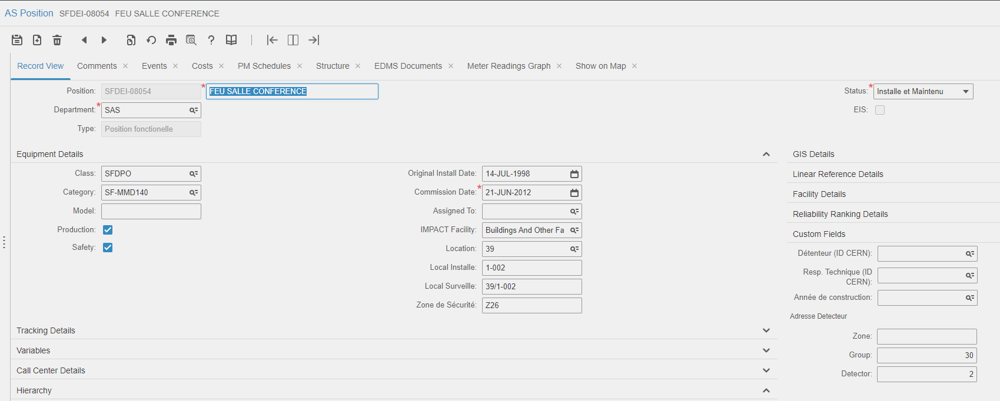 AS Position SFDEI-08054 FEU SALLE CONFERENCE
Record View Comments Events Costs PM Schedules Structure EDMS Documents Meter Readings Graph Show on Map
Position: SFDEI-08054 * FEU SALLE CONFERENCE
Status: * Installe et Maintenu
Department: * SAS
EIS:
Type: Position fonctionelle
Equipment Details
Class: SFDPO
Category: SF-MMD140
Model:
Production:
Safety:
Original Install Date: 14-JUL-1998
Commission Date: * 21-JUN-2012
Assigned To:
IMPACT Facility: Buildings And Other Fa
Location: 39
Local Installe: 1-002
Local Surveille: 39/1-002
Zone de Sécurité: Z26
Tracking Details
Variables
Call Center Details
Hierarchy
GIS Details
Linear Reference Details
Facility Details
Reliability Ranking Details
Custom Fields
Détenteur (ID CERN):
Resp. Technique (ID
CERN):
Année de construction:
Adresse Detecteur
Zone:
Group: 30
Detector: 2